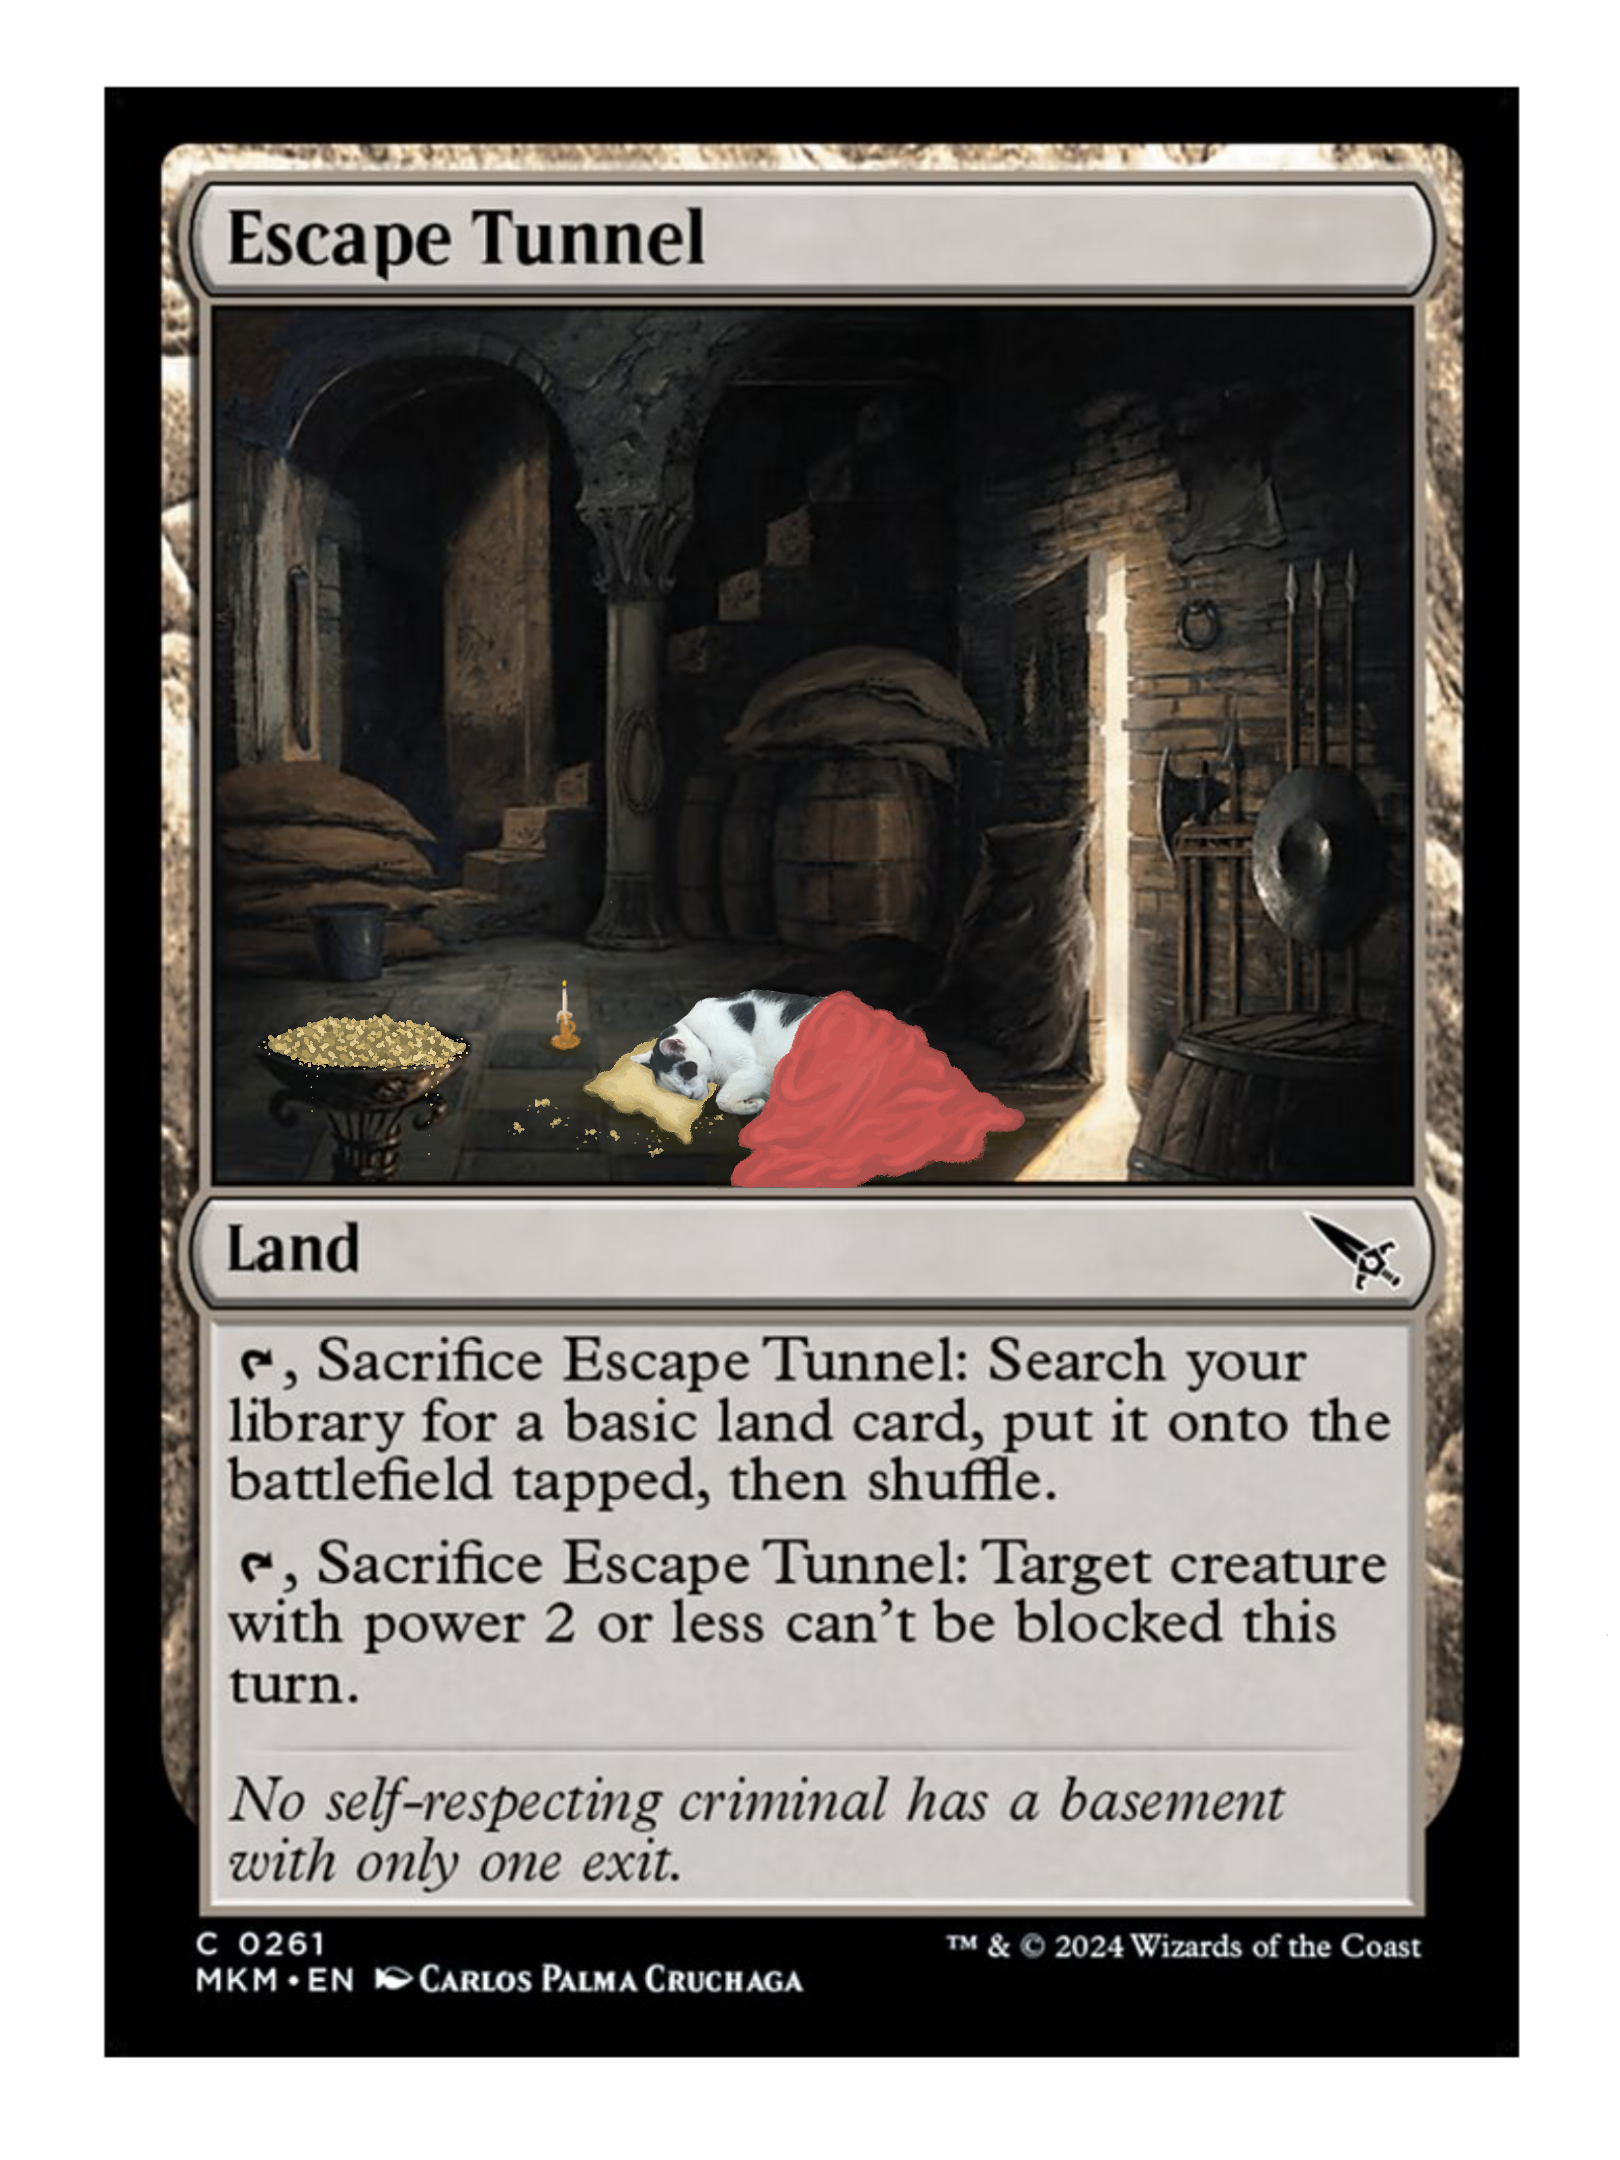 Escape Tunnel
Land
, Sacrifice Escape Tunnel: Search your
library for a basic land card, put it onto the
battlefield tapped, then shuffle.
, Sacrifice Escape Tunnel: Target creature
with power 2 or less can't be blocked this
turn.
No self-respecting criminal has a basement
with only one exit.
C 0261
™ & © 2024 Wizards of the Coast
MKM • EN CARLOS PALMA CRUCHAGA